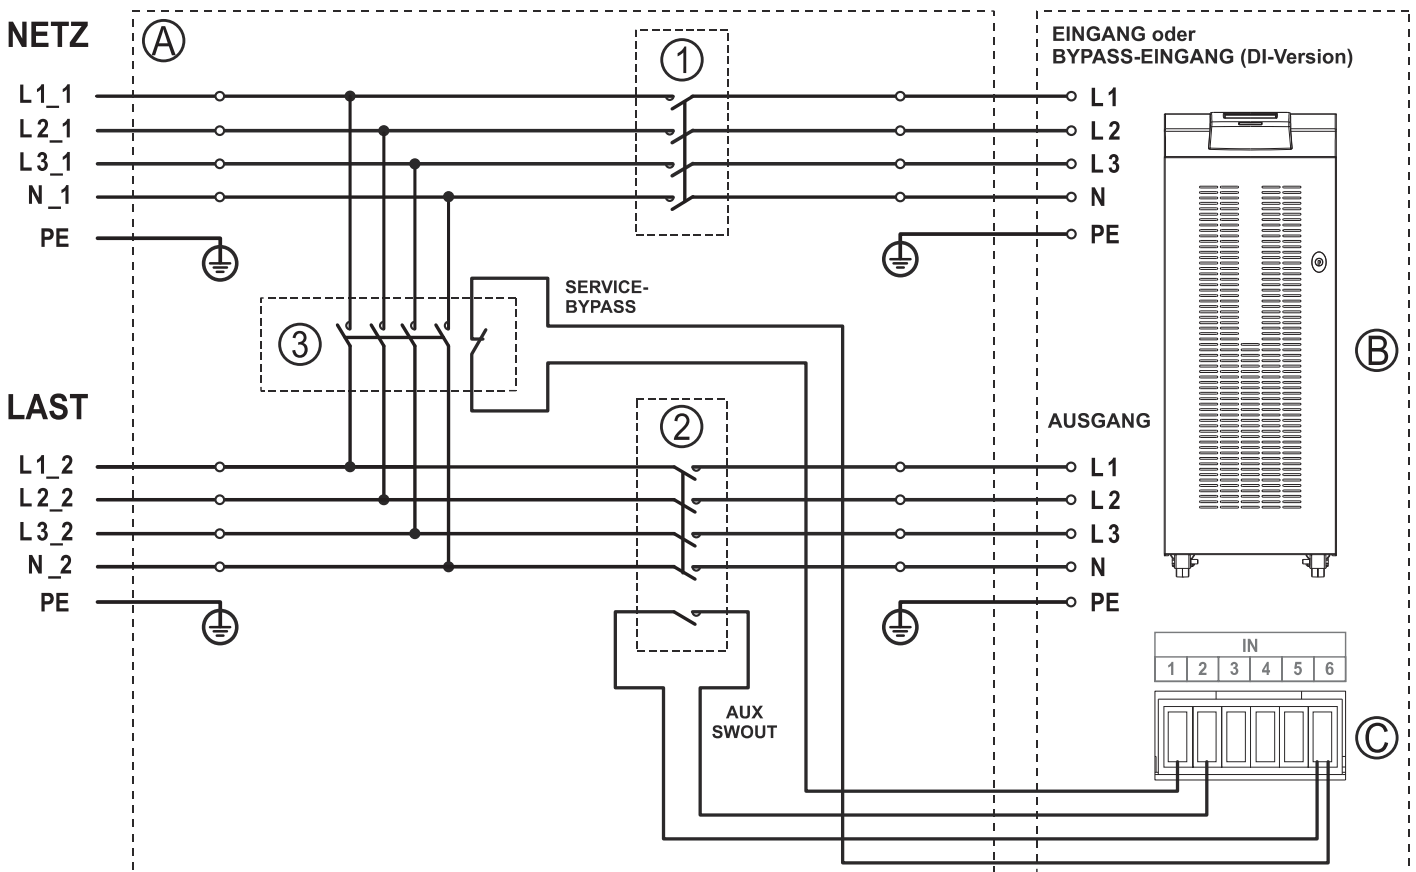 NETZ
A
1
EINGANG oder
BYPASS-EINGANG (DI-Version)
L1_1
L1
L2_1
L2
L3_1
L3
N_1
N
PE
PE
SERVICE-
BYPASS
3
B
LAST
2
AUSGANG
L1_2
L1
L2_2
L2
L3_2
L3
N_2
N
PE
PE
IN
1 2 3 4 5 6
AUX
SWOUT
C